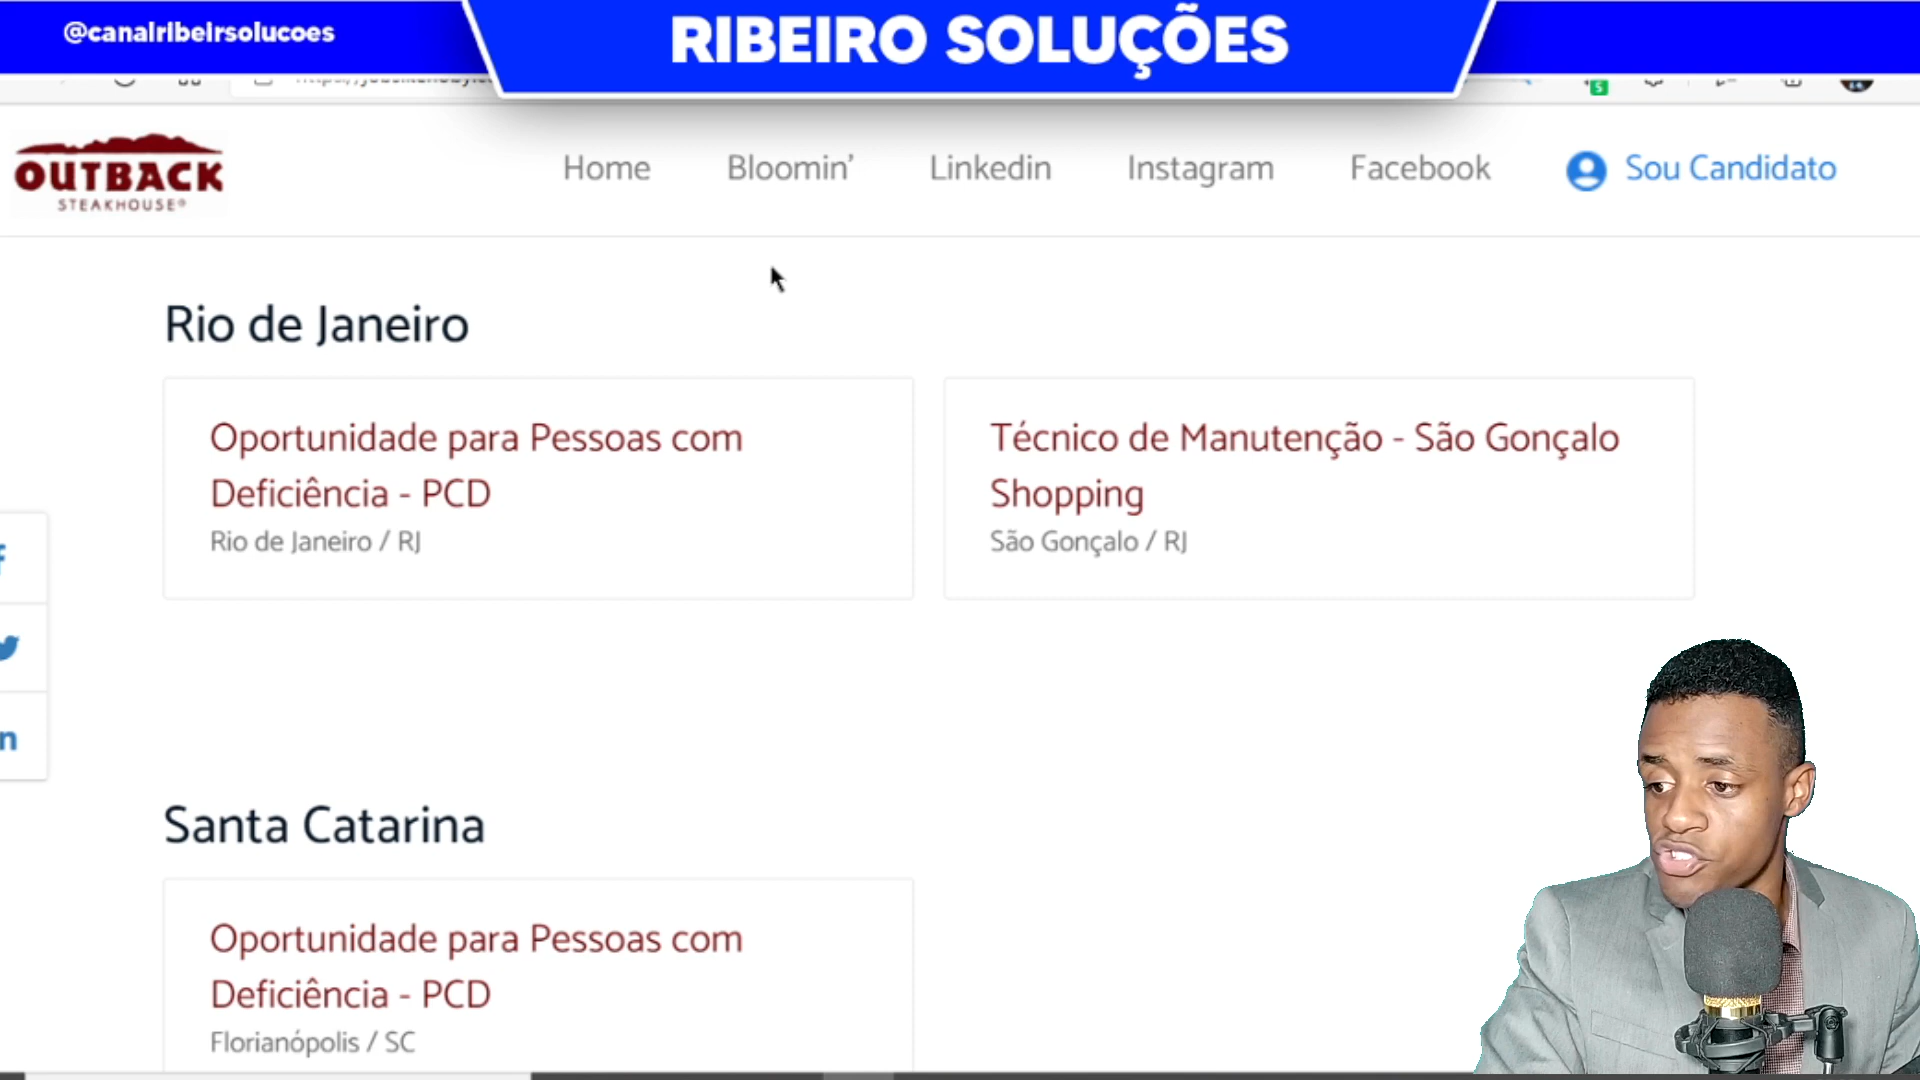 @canalribeirsolucoes
RIBEIRO SOLUÇÕES
OUTBACK
STEAKHOUSE®
Home
Bloomin'
Linkedin
Instagram
Facebook
Sou Candidato
Rio de Janeiro
Oportunidade para Pessoas com
Deficiência - PCD
Rio de Janeiro / RJ
Técnico de Manutenção - São Gonçalo
Shopping
São Gonçalo / RJ
Santa Catarina
Oportunidade para Pessoas com
Deficiência - PCD
Florianópolis / SC